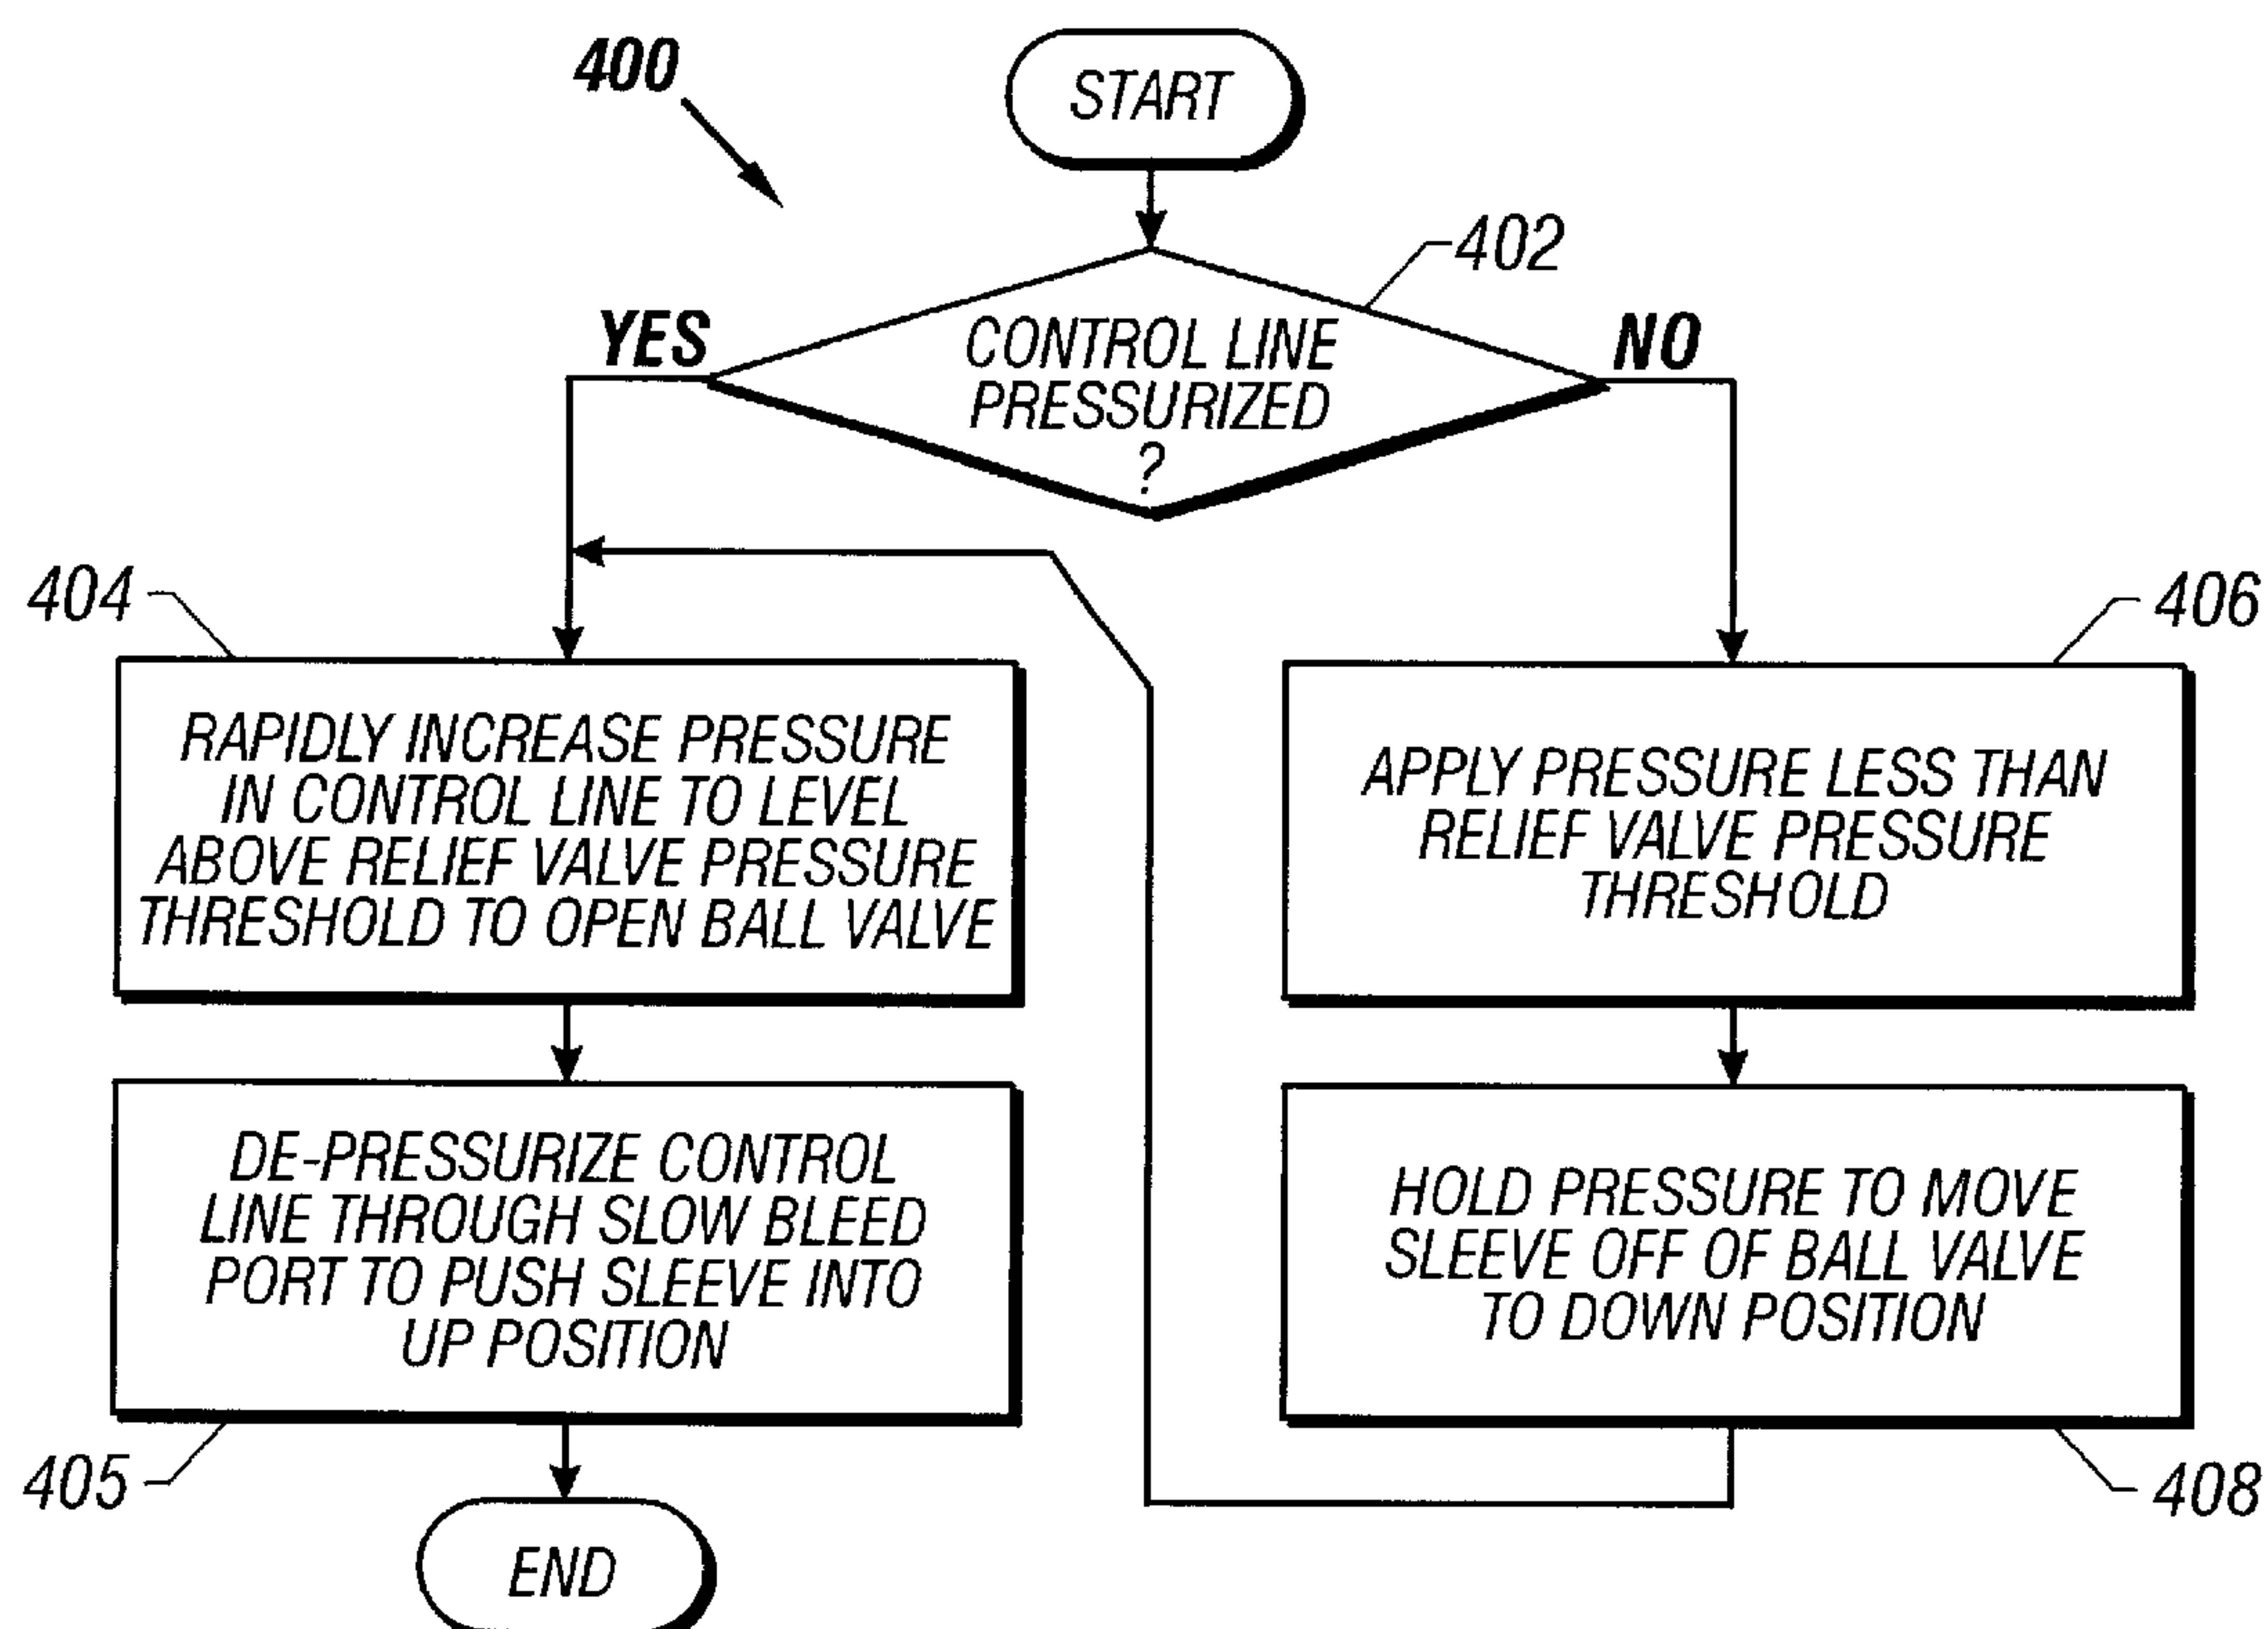 400
START
402
YES
CONTROL LINE
PRESSURIZED
?
NO
404
RAPIDLY INCREASE PRESSURE
IN CONTROL LINE TO LEVEL
ABOVE RELIEF VALVE PRESSURE
THRESHOLD TO OPEN BALL VALVE
406
APPLY PRESSURE LESS THAN
RELIEF VALVE PRESSURE
THRESHOLD
DE-PRESSURIZE CONTROL
LINE THROUGH SLOW BLEED
PORT TO PUSH SLEEVE INTO
UP POSITION
405
HOLD PRESSURE TO MOVE
SLEEVE OFF OF BALL VALVE
TO DOWN POSITION
408
END